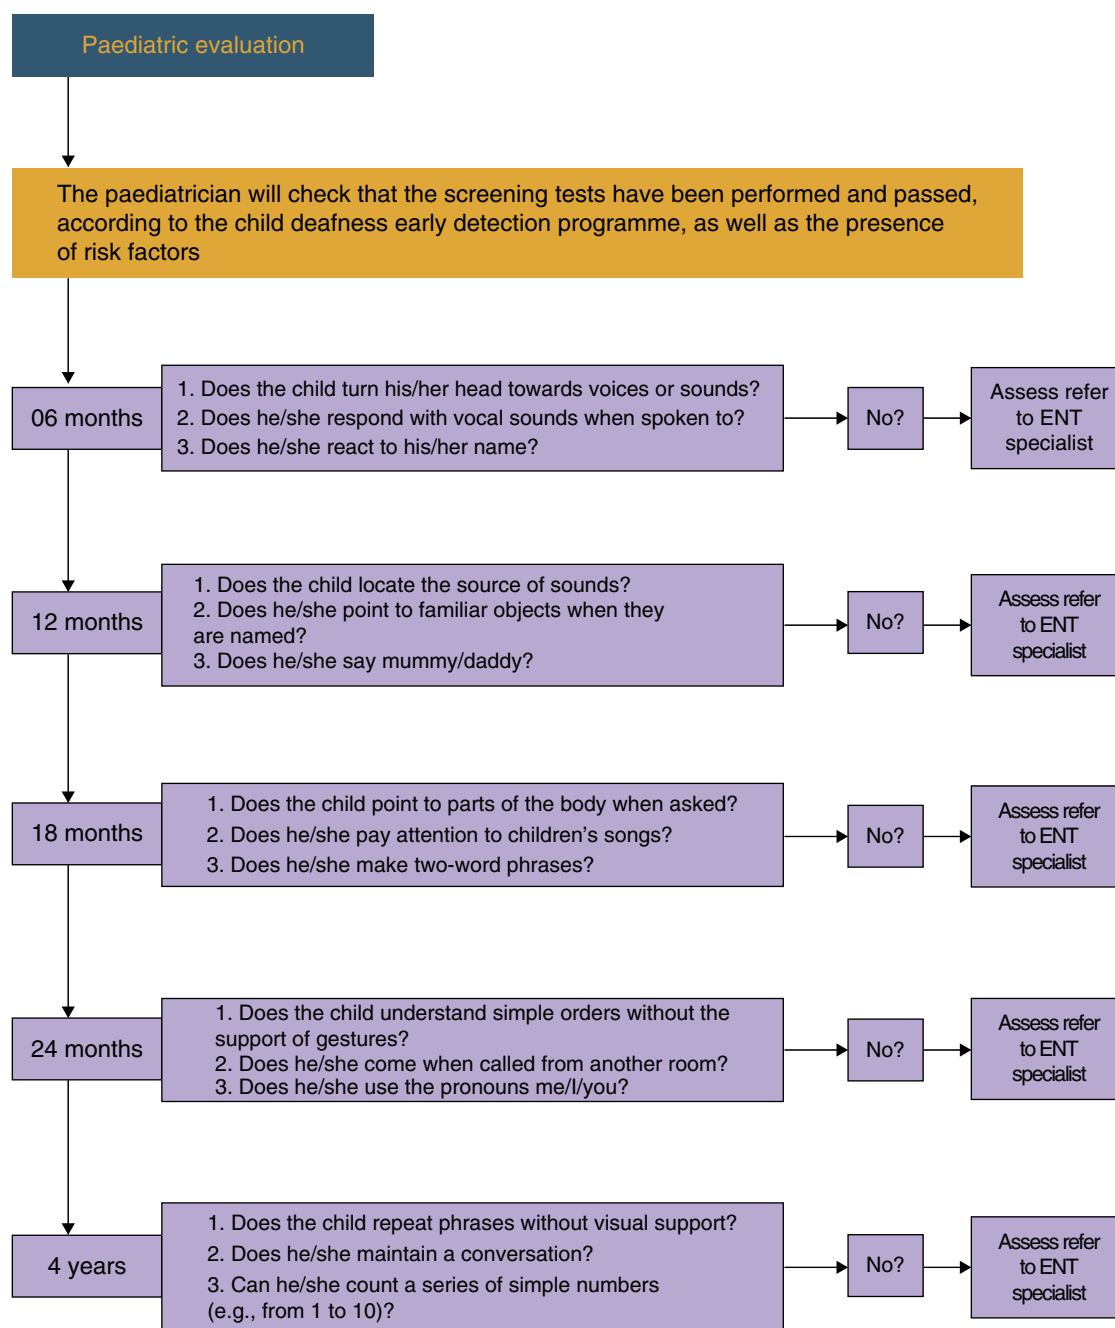 Paediatric evaluation
The paediatrician will check that the screening tests have been performed and passed,
according to the child deafness early detection programme, as well as the presence
of risk factors
06 months
1. Does the child turn his/her head towards voices or sounds?
2. Does he/she respond with vocal sounds when spoken to?
3. Does he/she react to his/her name?
No?
Assess refer
to ENT
specialist
12 months
1. Does the child locate the source of sounds?
2. Does he/she point to familiar objects when they
are named?
3. Does he/she say mummy/daddy?
No?
Assess refer
to ENT
specialist
18 months
1. Does the child point to parts of the body when asked?
2. Does he/she pay attention to children's songs?
3. Does he/she make two-word phrases?
No?
Assess refer
to ENT
specialist
24 months
1. Does the child understand simple orders without the
support of gestures?
2. Does he/she come when called from another room?
3. Does he/she use the pronouns me/I/you?
No?
Assess refer
to ENT
specialist
4 years
1. Does the child repeat phrases without visual support?
2. Does he/she maintain a conversation?
3. Can he/she count a series of simple numbers
(e.g., from 1 to 10)?
No?
Assess refer
to ENT
specialist